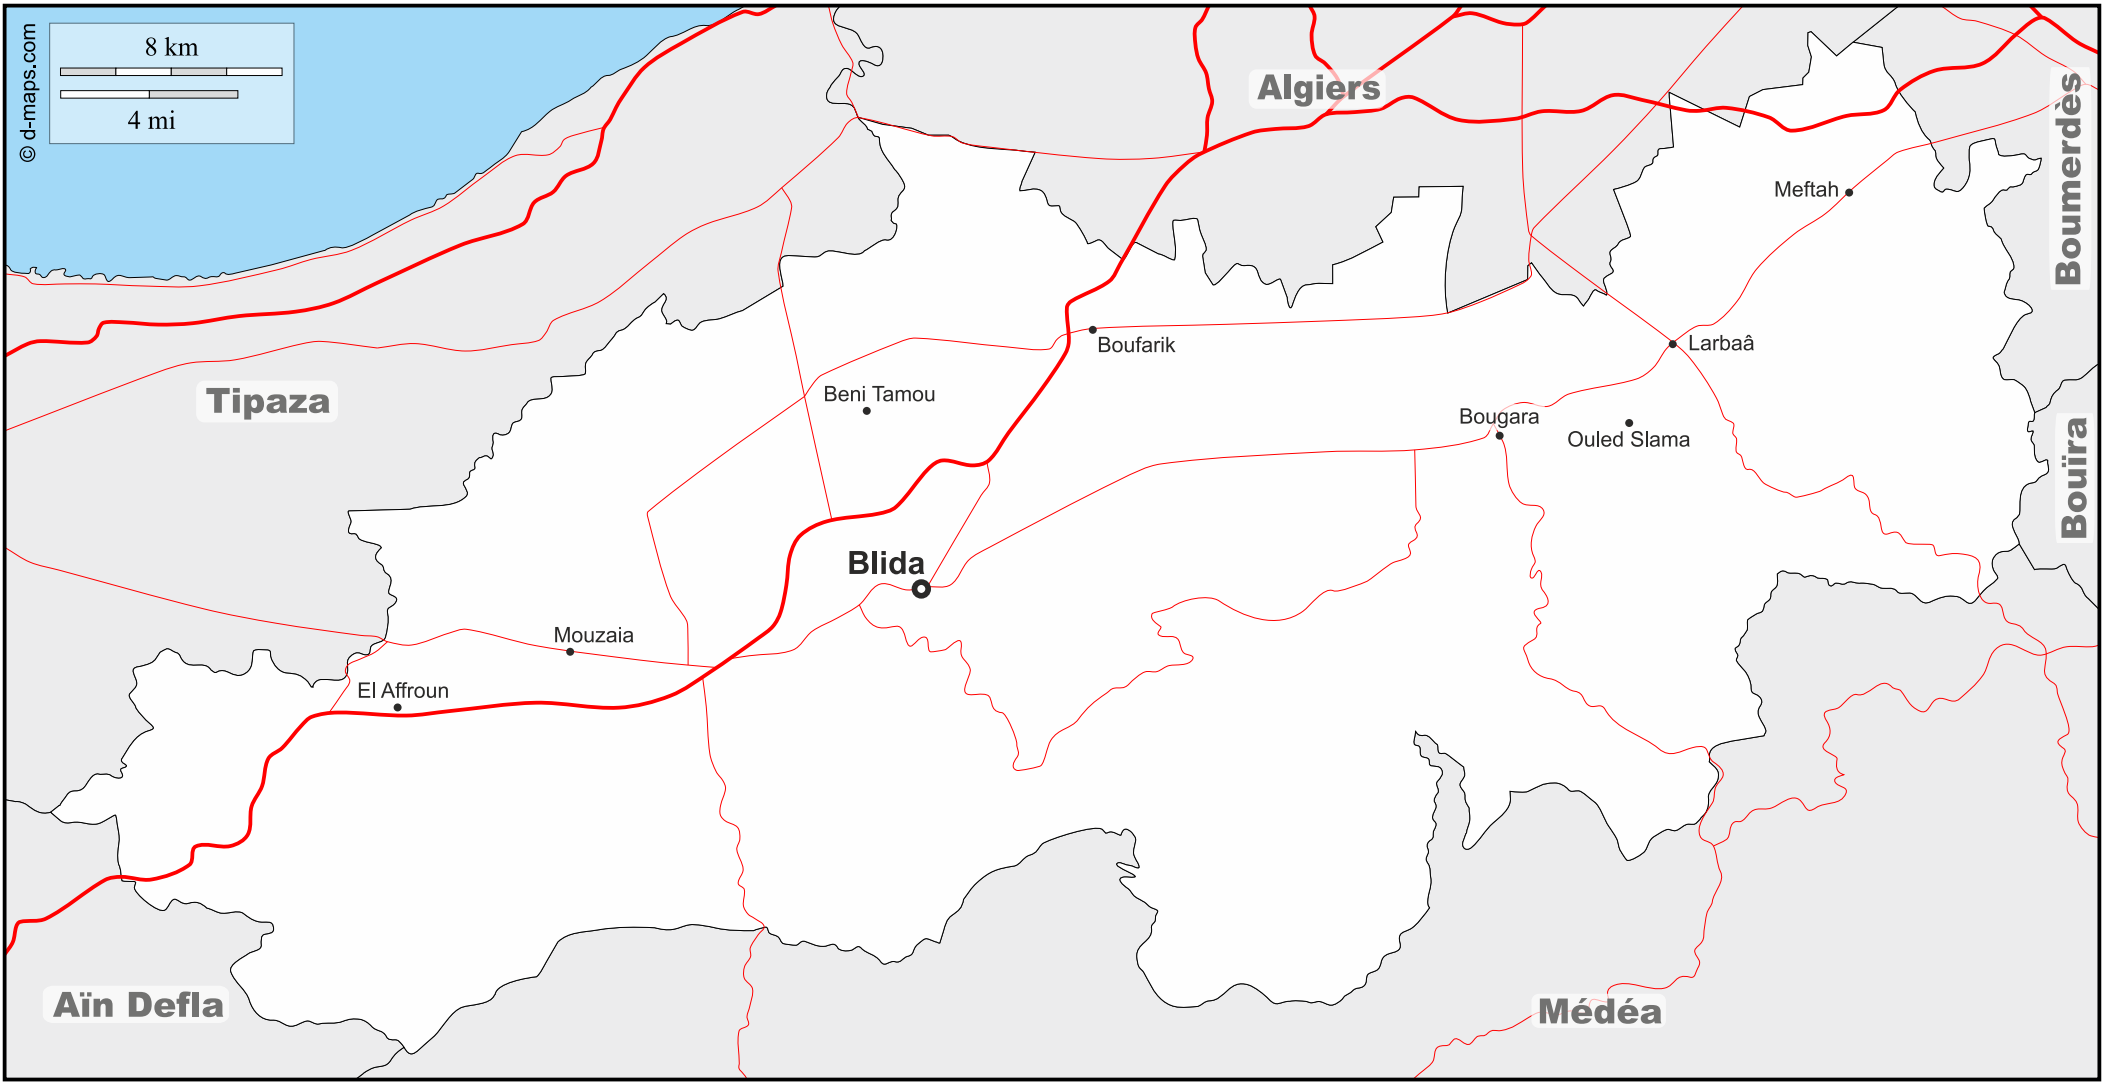 © d-maps.com
8 km
4 mi
Algiers
Boumerdès
Meftah
Boufarik
Larbaâ
Tipaza
Beni Tamou
Bougara
Ouled Slama
Bouïra
Blida
Mouzaia
El Affroun
Aïn Defla
Médéa